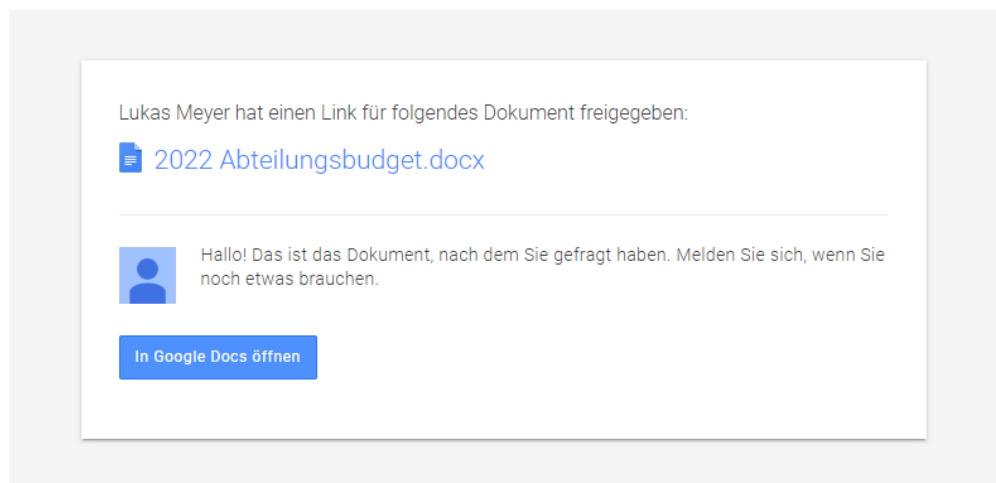 Lukas Meyer hat einen Link für folgendes Dokument freigegeben:
2022 Abteilungsbudget.docx
Hallo! Das ist das Dokument, nach dem Sie gefragt haben. Melden Sie sich, wenn Sie
noch etwas brauchen.
In Google Docs öffnen